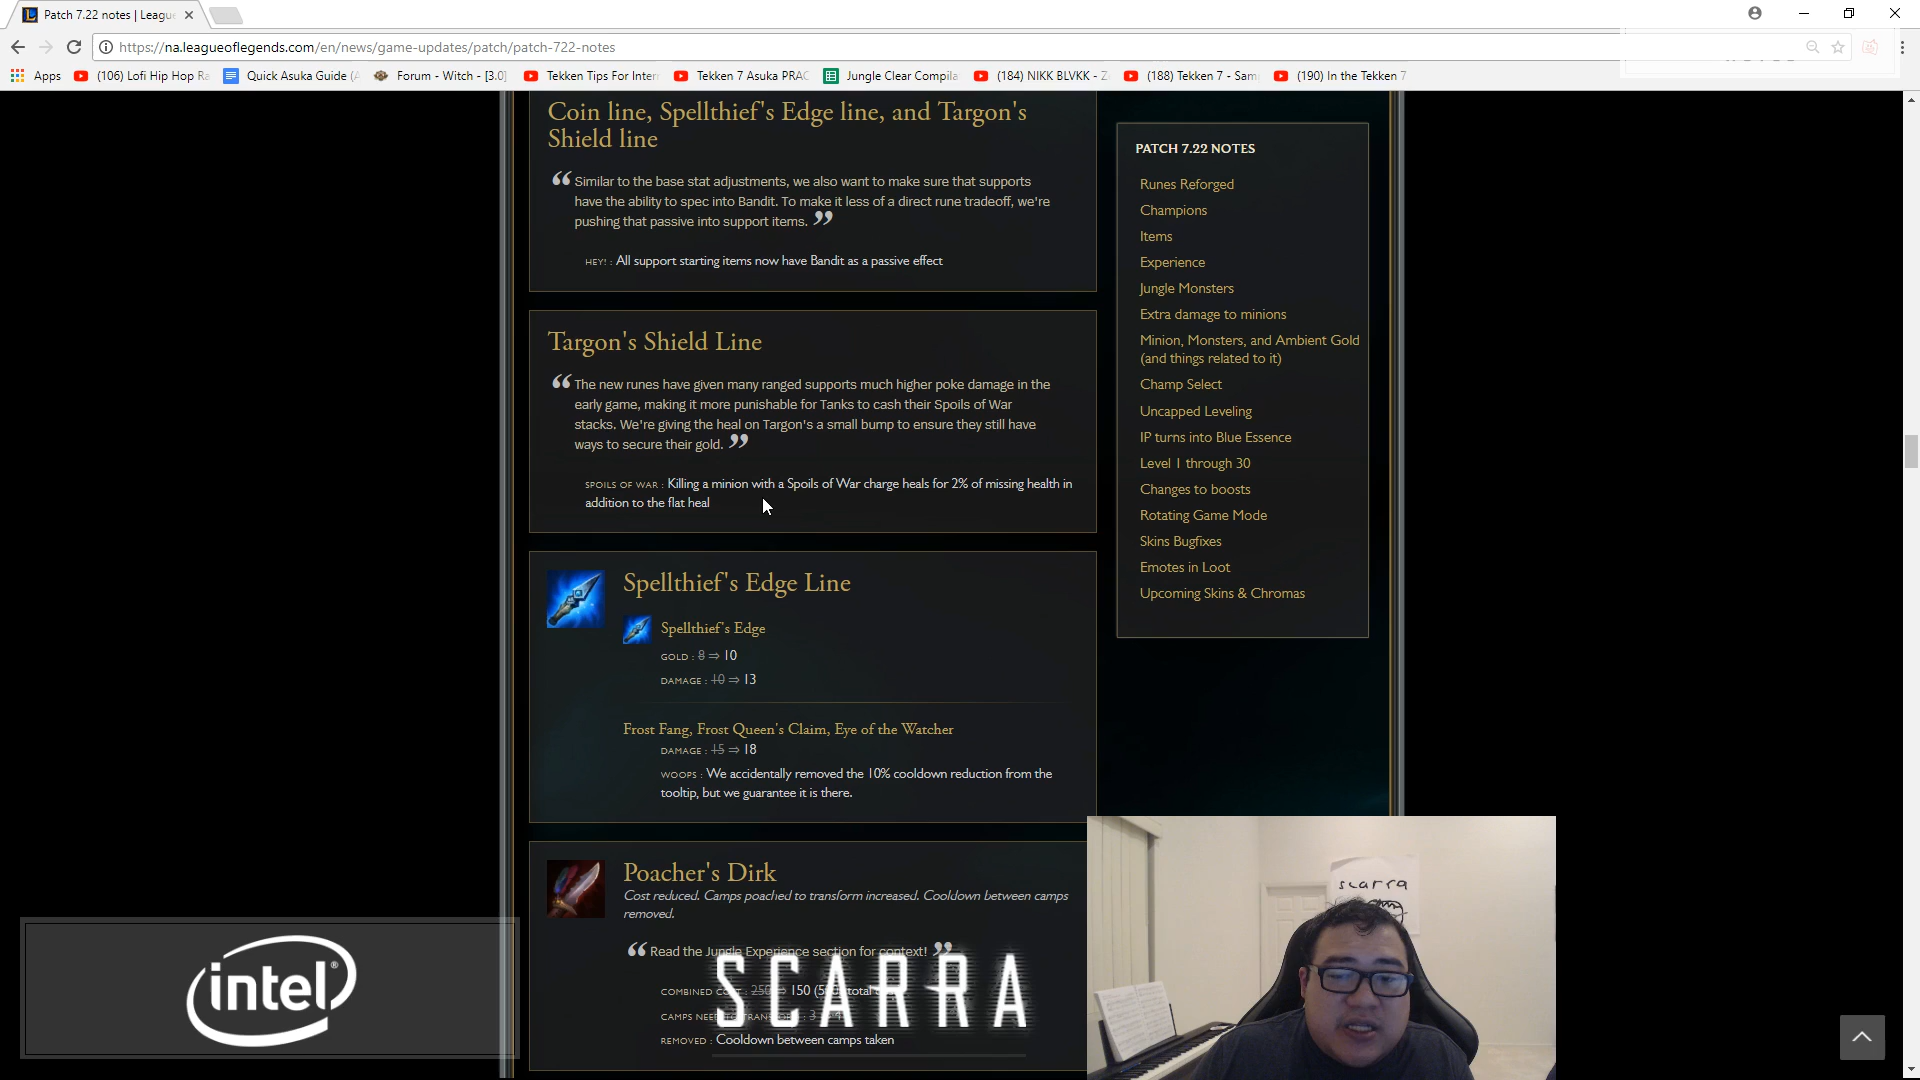 Patch 7.22 notes | Leagu
https://na.leagueoflegends.com/en/news/game-updates/patch/patch-722-notes
Apps (106) Lofi Hip Hop Ra Quick Asuka Guide (A Forum - Witch - [3.0] Tekken Tips For Inter Tekken 7 Asuka PRAC Jungle Clear Compila (184) NIKK BLVKK - Z (188) Tekken 7 - Sam (190) In the Tekken 7
Coin line, Spellthief's Edge line, and Targon's
Shield line
“ Similar to the base stat adjustments, we also want to make sure that supports
have the ability to spec into Bandit. To make it less of a direct rune tradeoff, we're
pushing that passive into support items. ”
HEY! : All support starting items now have Bandit as a passive effect
Targon's Shield Line
“ The new runes have given many ranged supports much higher poke damage in the
early game, making it more punishable for Tanks to cash their Spoils of War
stacks. We're giving the heal on Targon's a small bump to ensure they still have
ways to secure their gold. ”
SPOILS OF WAR : Killing a minion with a Spoils of War charge heals for 2% of missing health in
addition to the flat heal
Spellthief's Edge Line
Spellthief's Edge
GOLD : 8 ⇒ 10
DAMAGE : 10 ⇒ 13
Frost Fang, Frost Queen's Claim, Eye of the Watcher
DAMAGE : 15 ⇒ 18
WOOPS : We accidentally removed the 10% cooldown reduction from the
tooltip, but we guarantee it is there.
Poacher's Dirk
Cost reduced. Camps poached to transform increased. Cooldown between camps
removed.
“ Read the Jungle Experience section for context! ”
COMBINED : 250 ⇒ 150 total
CAMPS : 3
REMOVED : Cooldown between camps taken
PATCH 7.22 NOTES
Runes Reforged
Champions
Items
Experience
Jungle Monsters
Extra damage to minions
Minion, Monsters, and Ambient Gold
(and things related to it)
Champ Select
Uncapped Leveling
IP turns into Blue Essence
Level 1 through 30
Changes to boosts
Rotating Game Mode
Skins Bugfixes
Emotes in Loot
Upcoming Skins & Chromas
intel®
SCARRA
scarra